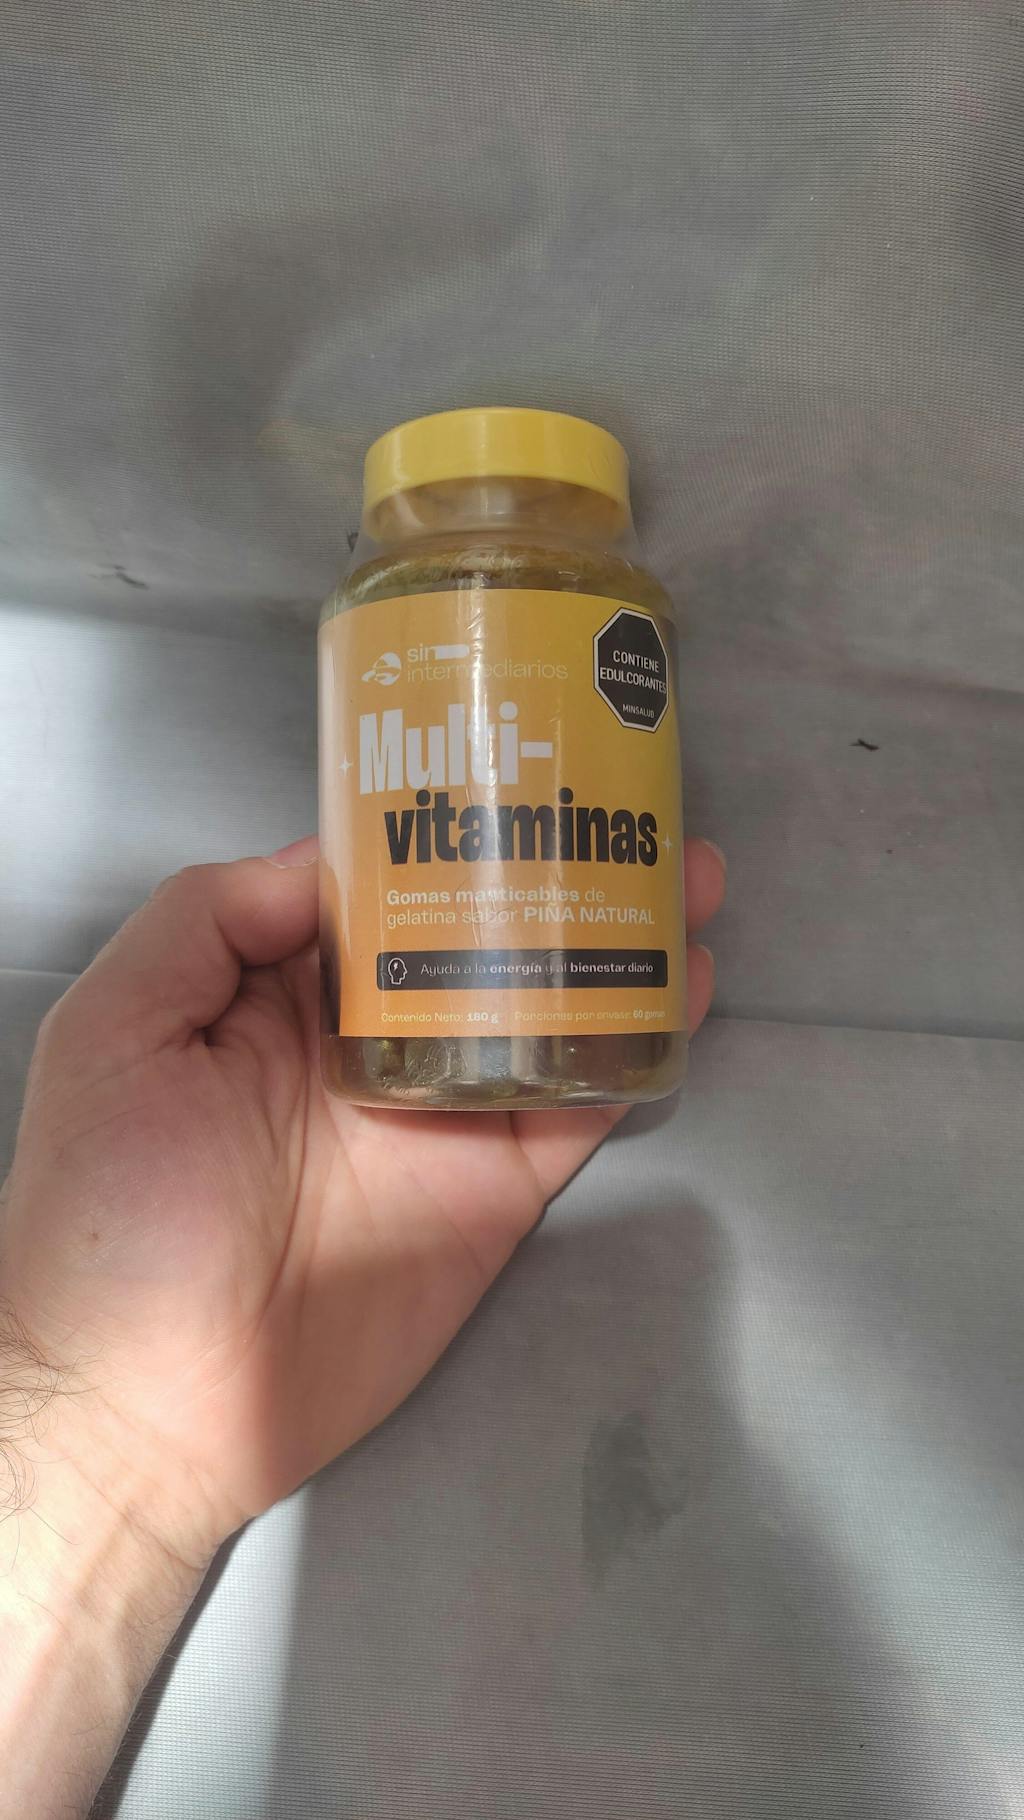 sin
intermediarios
CONTIENE
EDULCORANTES
MINSALUD
Multi-
vitaminas
Gomas masticables de
gelatina sabor PIÑA NATURAL
Ayuda a la energía y al bienestar diario
Contenido Neto: 180 g Porciones por envase: 60 gomas